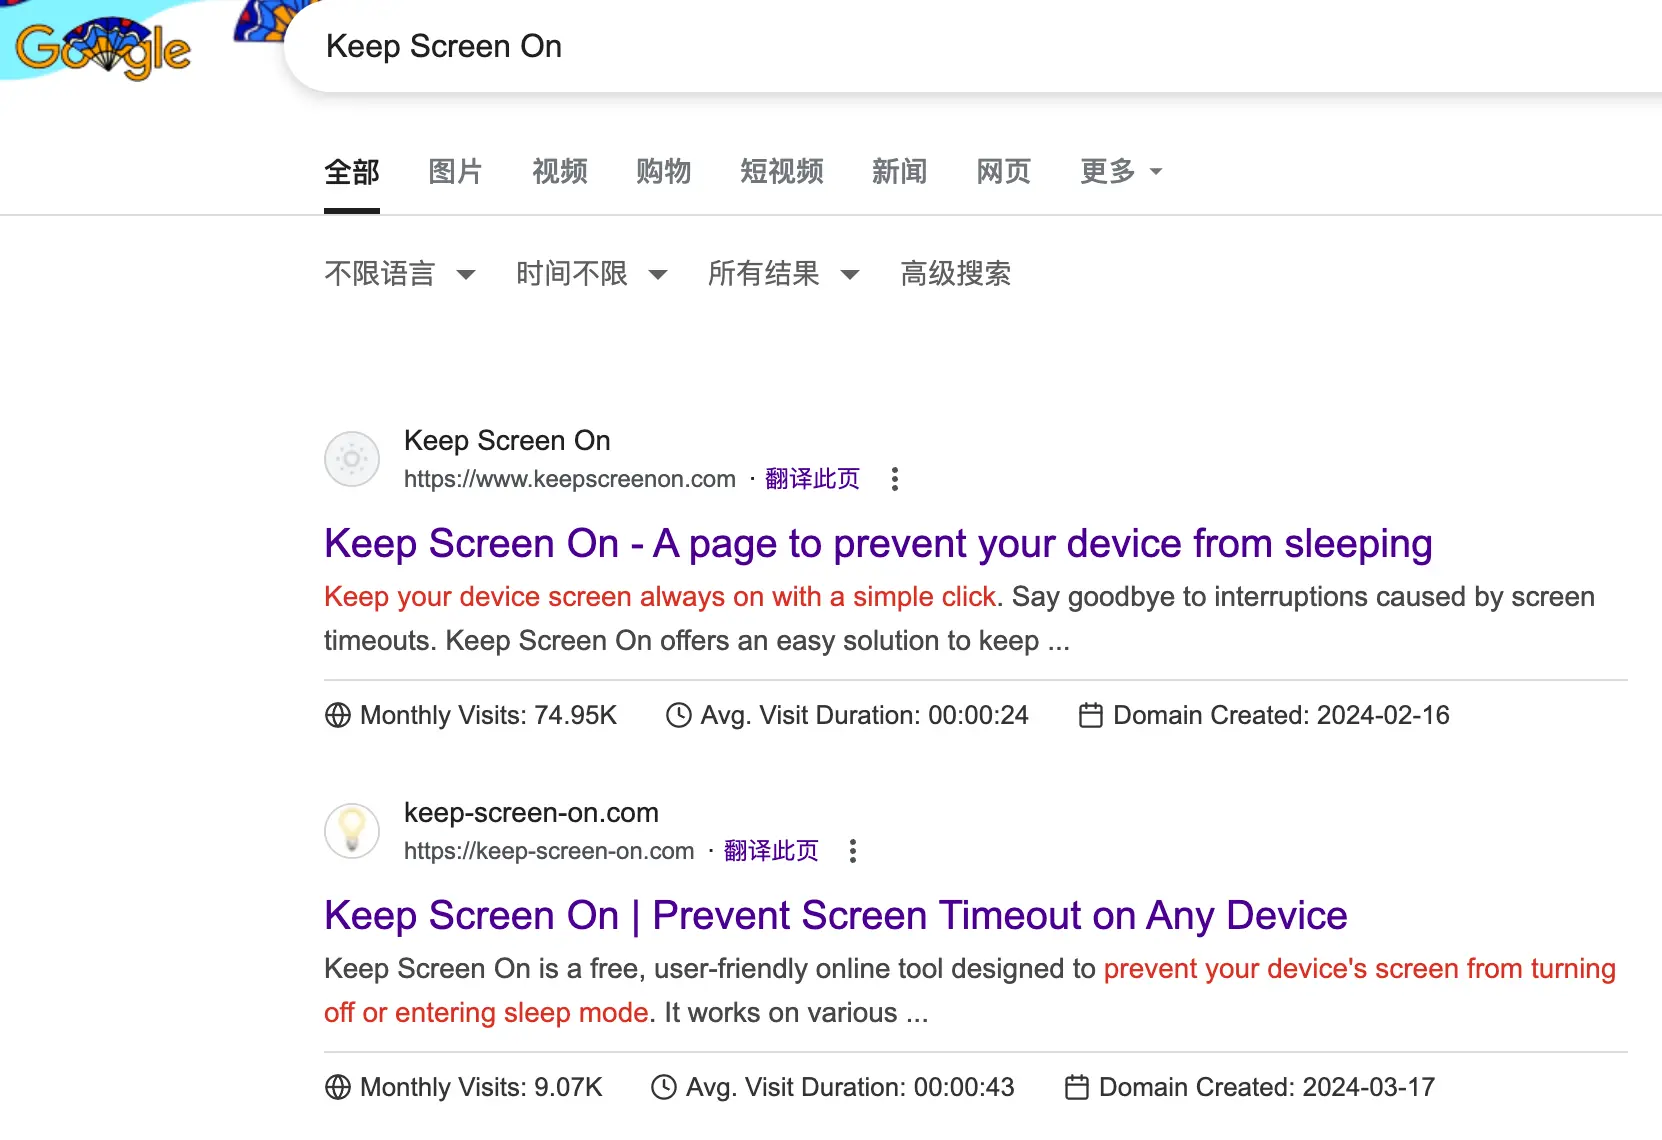 Google
Keep Screen On
全部 图片 视频 购物 短视频 新闻 网页 更多
不限语言 时间不限 所有结果 高级搜索
Keep Screen On
https://www.keepscreenon.com · 翻译此页
Keep Screen On - A page to prevent your device from sleeping
Keep your device screen always on with a simple click. Say goodbye to interruptions caused by screen
timeouts. Keep Screen On offers an easy solution to keep ...
Monthly Visits: 74.95K Avg. Visit Duration: 00:00:24 Domain Created: 2024-02-16
keep-screen-on.com
https://keep-screen-on.com · 翻译此页
Keep Screen On | Prevent Screen Timeout on Any Device
Keep Screen On is a free, user-friendly online tool designed to prevent your device's screen from turning
off or entering sleep mode. It works on various ...
Monthly Visits: 9.07K Avg. Visit Duration: 00:00:43 Domain Created: 2024-03-17